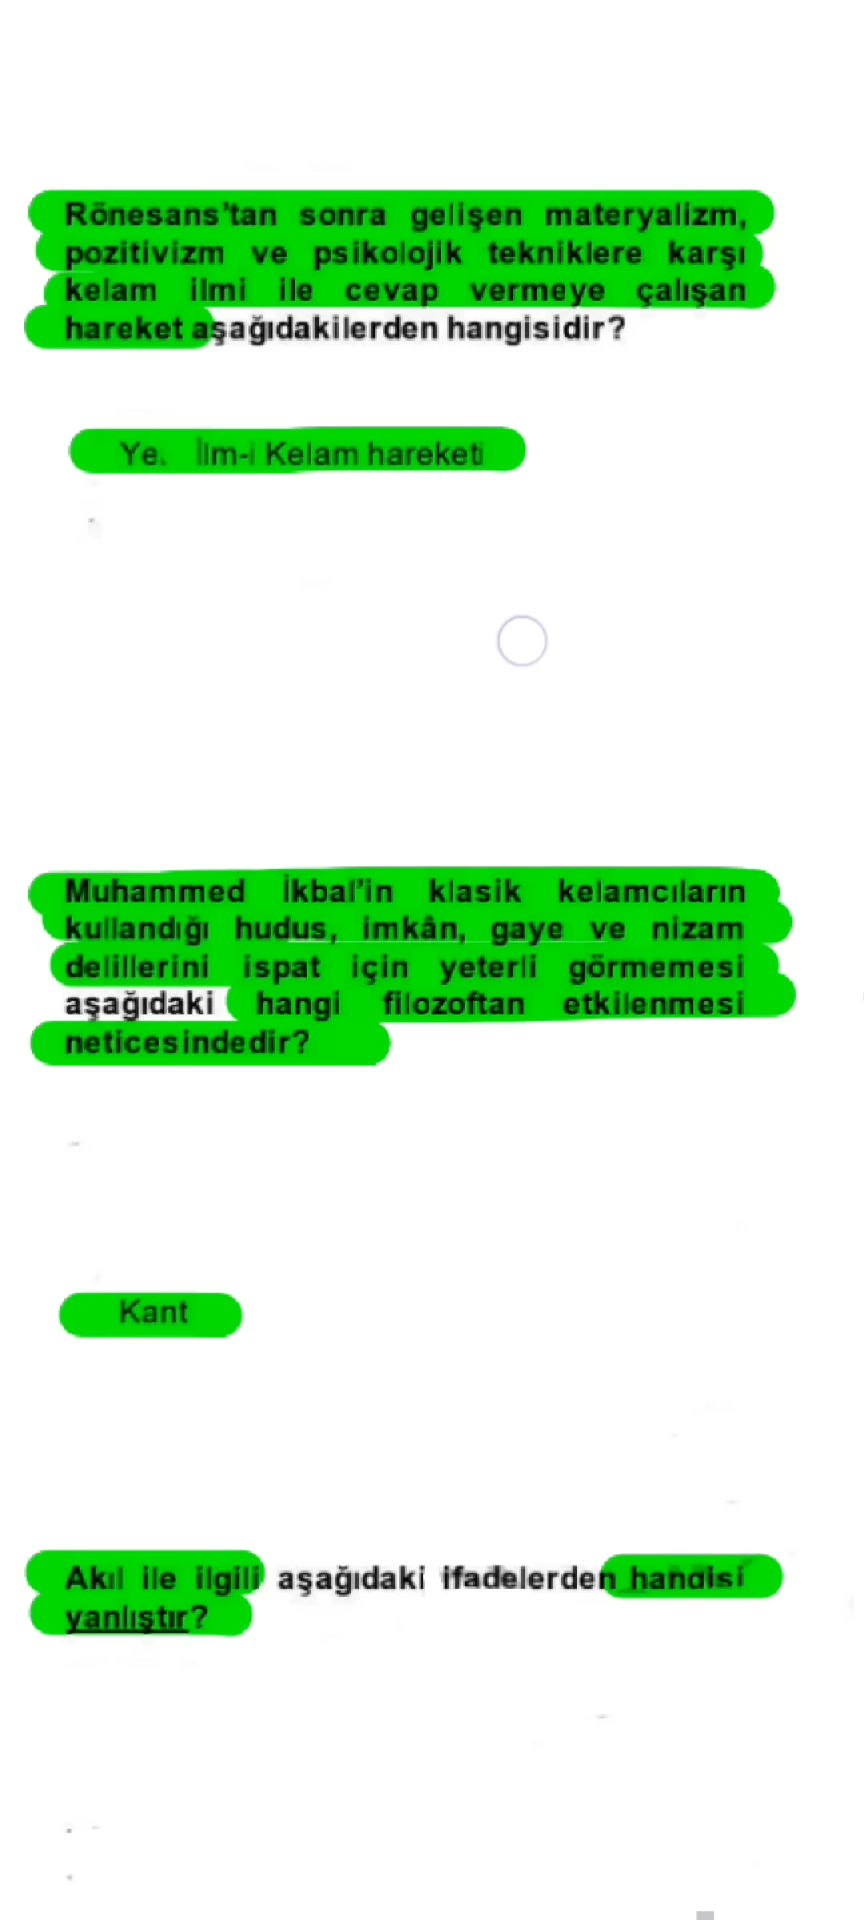 Rönesans'tan sonra gelişen materyalizm,
pozitivizm ve psikolojik tekniklere karşı
kelam ilmi ile cevap vermeye çalışan
hareket aşağıdakilerden hangisidir?
Ye. İlm-i Kelam hareketi
Muhammed İkbal'in klasik kelamcıların
kullandığı hudus, imkân, gaye ve nizam
delillerini ispat için yeterli görmemesi
aşağıdaki hangi filozoftan etkilenmesi
neticesindedir?
Kant
Akıl ile ilgili aşağıdaki ifadelerden hangisi
yanlıştır?